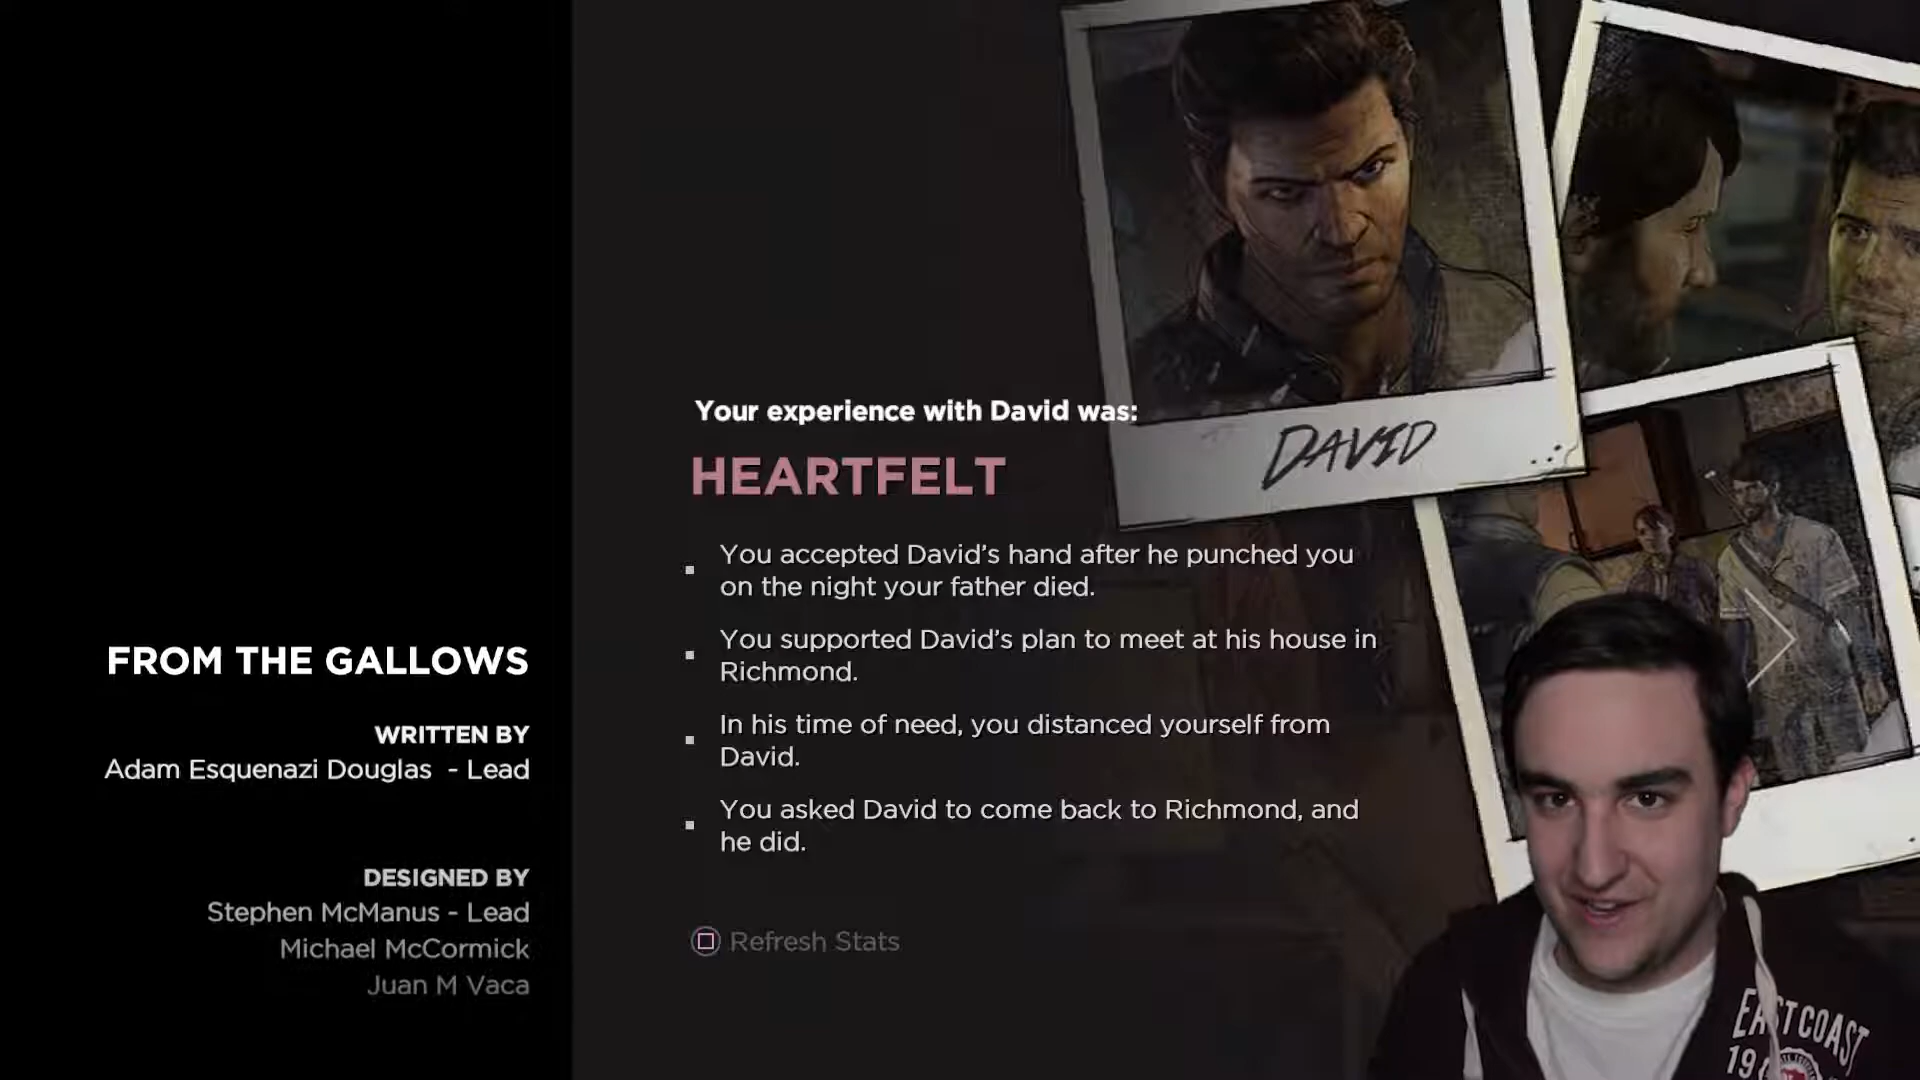 FROM THE GALLOWS
WRITTEN BY
Adam Esquenazi Douglas - Lead
DESIGNED BY
Stephen McManus - Lead
Michael McCormick
Juan M Vaca
Your experience with David was:
HEARTFELT
You accepted David's hand after he punched you
on the night your father died.
You supported David's plan to meet at his house in
Richmond.
In his time of need, you distanced yourself from
David.
You asked David to come back to Richmond, and
he did.
Refresh Stats
DAVID
EAST COAST